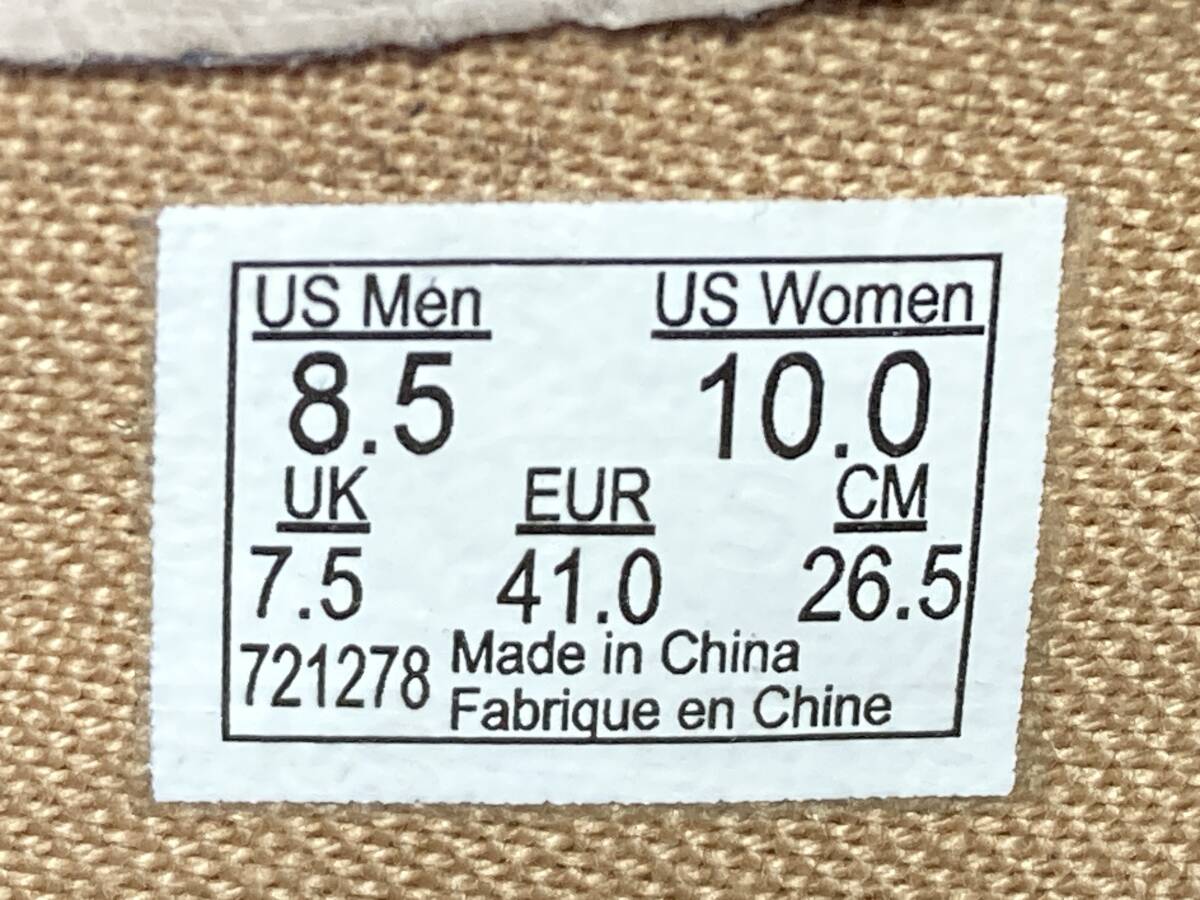 US Men US Women
8.5 10.0
UK EUR CM
7.5 41.0 26.5
721278 Made in China
Fabrique en Chine